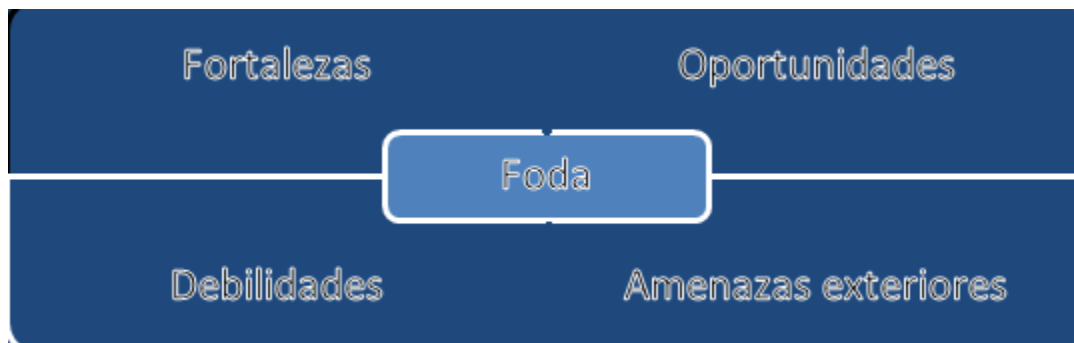 Fortalezas
Oportunidades
Foda
Debilidades
Amenazas exteriores